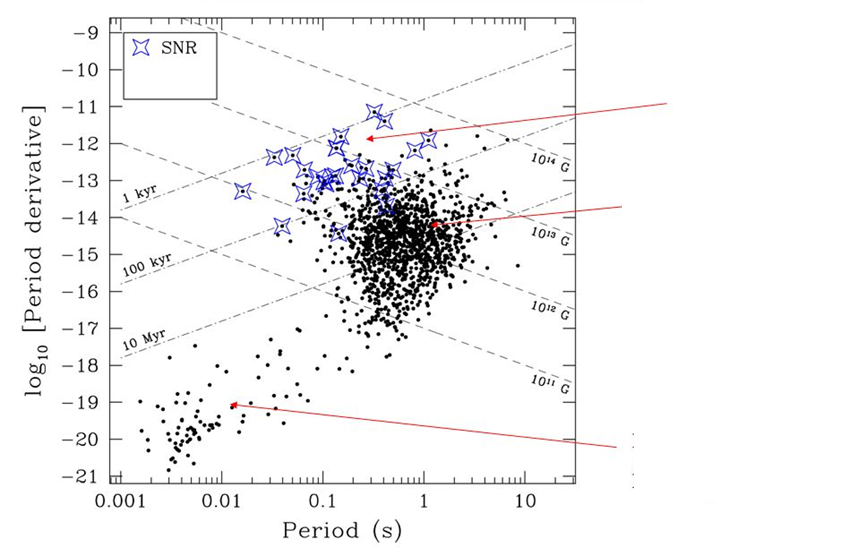 SNR
log10 [Period derivative]
−9
−10
−11
−12
−13
−14
−15
−16
−17
−18
−19
−20
−21
1 kyr
100 kyr
10 Myr
10¹⁴ G
10¹³ G
10¹² G
10¹¹ G
0.001 0.01 0.1 1 10
Period (s)